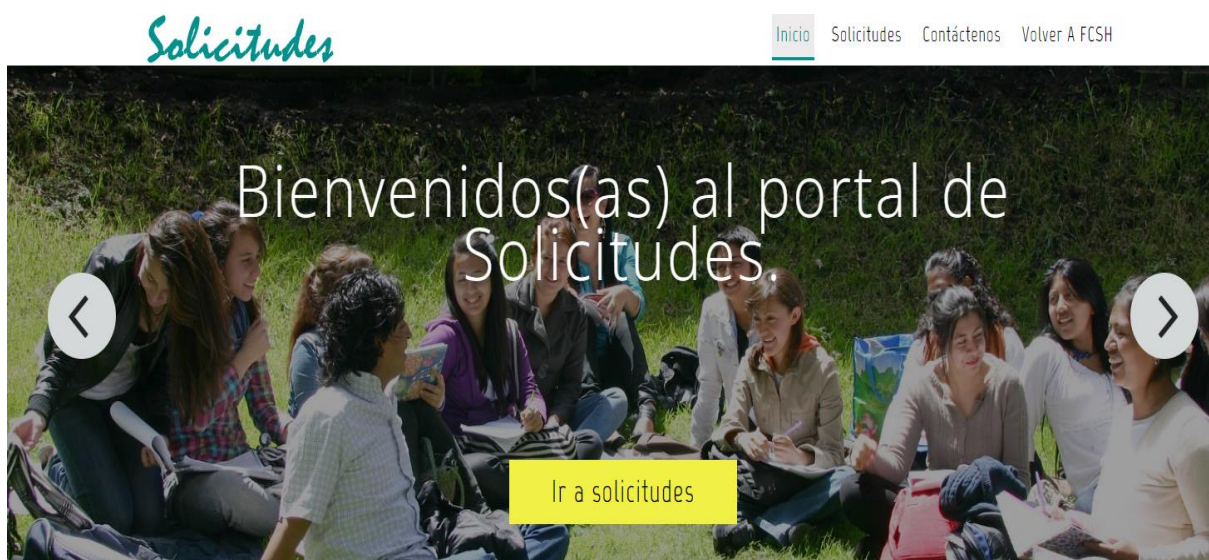 Solicitudes
Inicio Solicitudes Contáctenos Volver A FCSH
Bienvenidos(as) al portal de
Solicitudes.
Ir a solicitudes